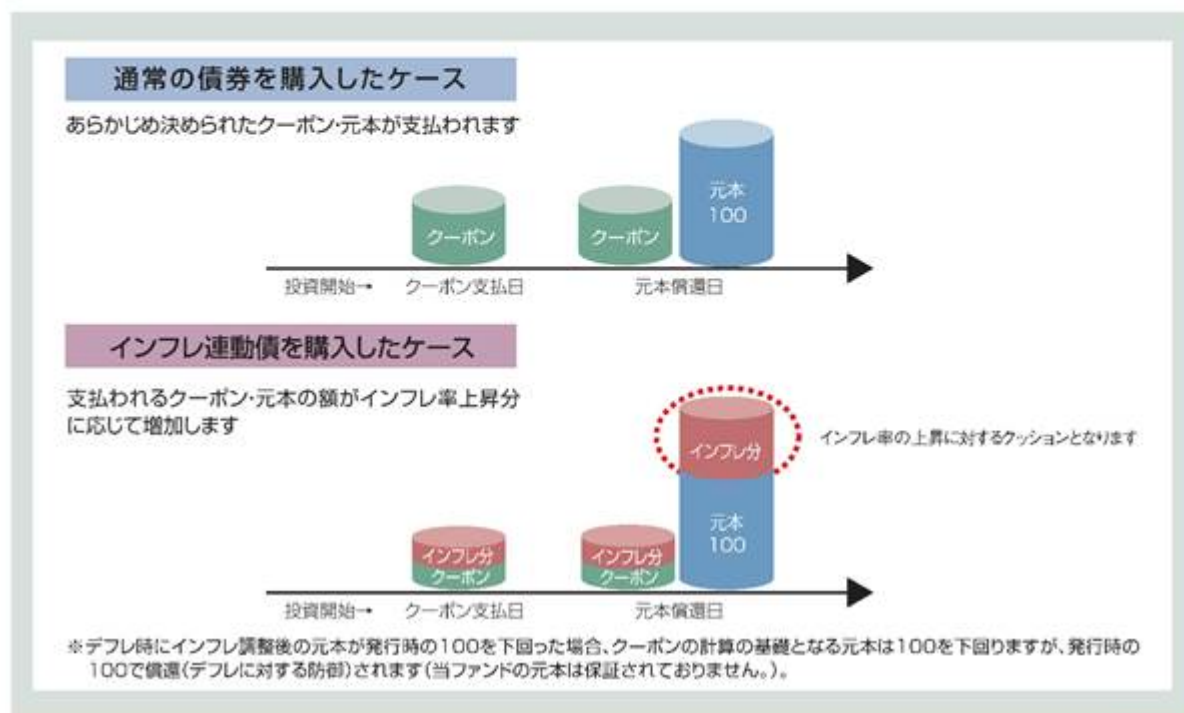 通常の債券を購入したケース
あらかじめ決められたクーポン・元本が支払われます
元本
100
クーポン
クーポン
投資開始→ クーポン支払日 元本償還日
インフレ連動債を購入したケース
支払われるクーポン・元本の額がインフレ率上昇分
に応じて増加します
インフレ分
インフレ率の上昇に対するクッションとなります
元本
100
インフレ分
クーポン
インフレ分
クーポン
投資開始→ クーポン支払日 元本償還日
※デフレ時にインフレ調整後の元本が発行時の100を下回った場合、クーポンの計算の基礎となる元本は100を下回りますが、発行時の
100で償還(デフレに対する防御)されます(当ファンドの元本は保証されておりません。)。